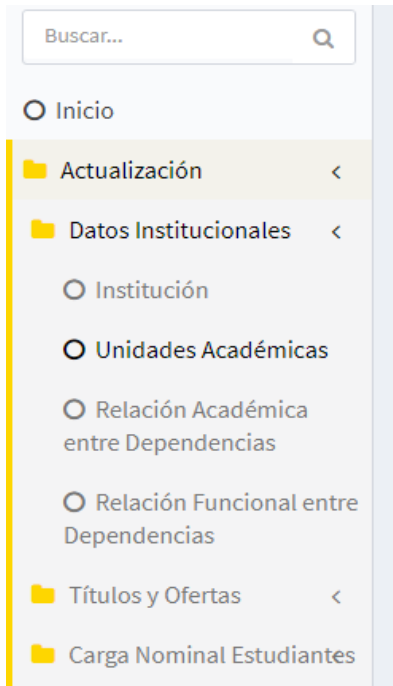 Buscar...
Inicio
Actualización
Datos Institucionales
Institución
Unidades Académicas
Relación Académica
entre Dependencias
Relación Funcional entre
Dependencias
Títulos y Ofertas
Carga Nominal Estudiantes